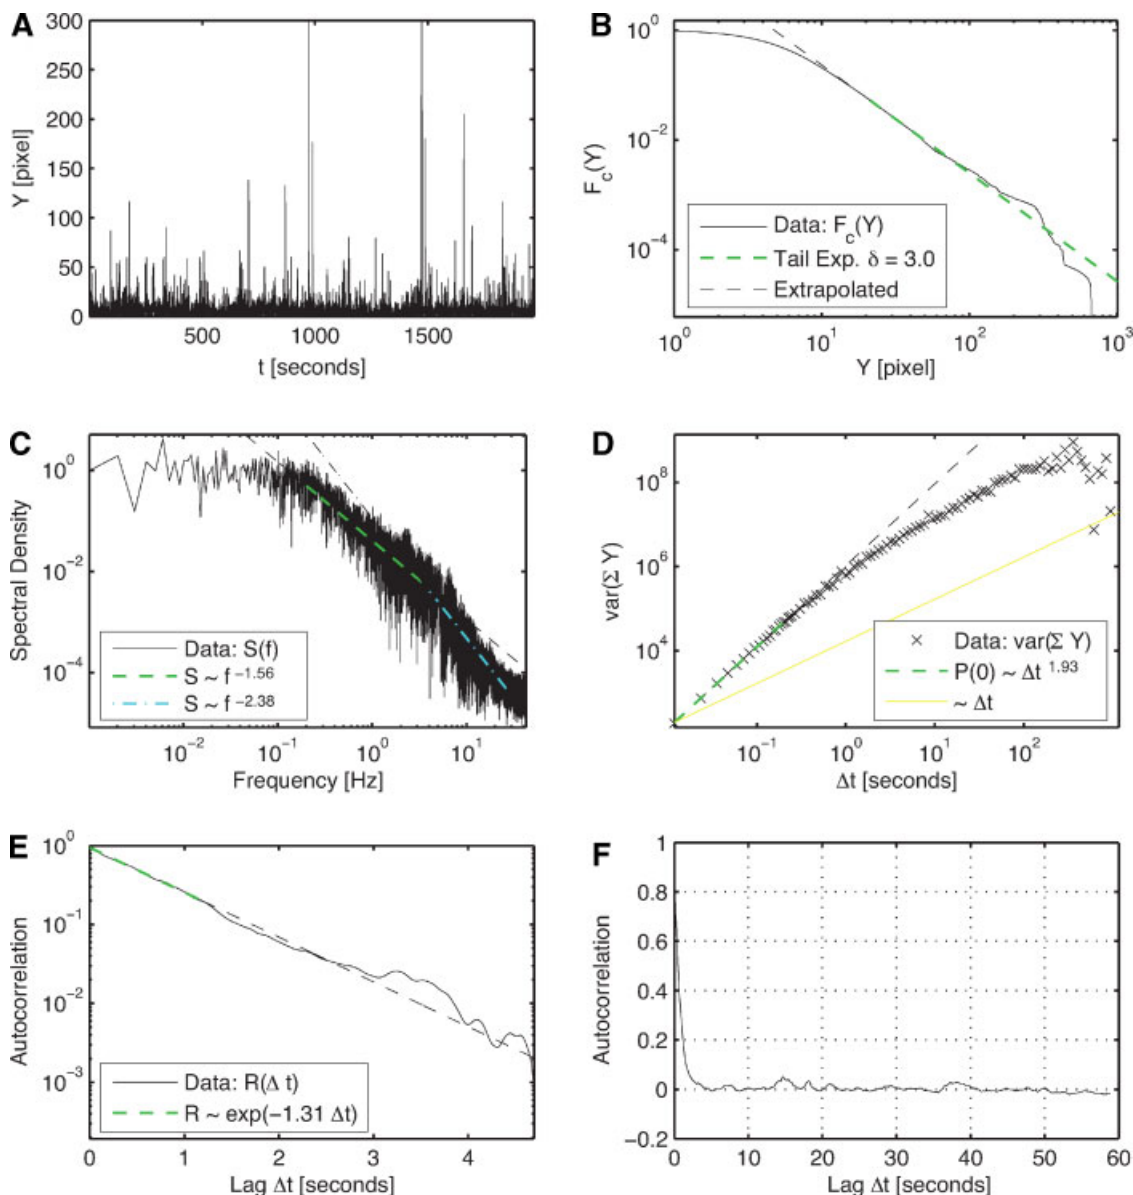 A
300
250
200
150
100
50
0
Y [pixel]
500
1000
1500
t [seconds]
B
10^0
10^-2
10^-4
F_c(Y)
Data: F_c(Y)
Tail Exp. δ = 3.0
Extrapolated
10^0
10^1
10^2
10^3
Y [pixel]
C
10^0
10^-2
10^-4
Spectral Density
Data: S(f)
S ~ f^-1.56
S ~ f^-2.38
10^-2
10^-1
10^0
10^1
Frequency [Hz]
D
10^8
10^6
10^4
var(Σ Y)
Data: var(Σ Y)
P(0) ~ Δt^1.93
~ Δt
10^-1
10^0
10^1
10^2
Δt [seconds]
E
10^0
10^-1
10^-2
10^-3
Autocorrelation
Data: R(Δ t)
R ~ exp(−1.31 Δt)
0
1
2
3
4
Lag Δt [seconds]
F
1
0.8
0.6
0.4
0.2
0
−0.2
Autocorrelation
0
10
20
30
40
50
60
Lag Δt [seconds]